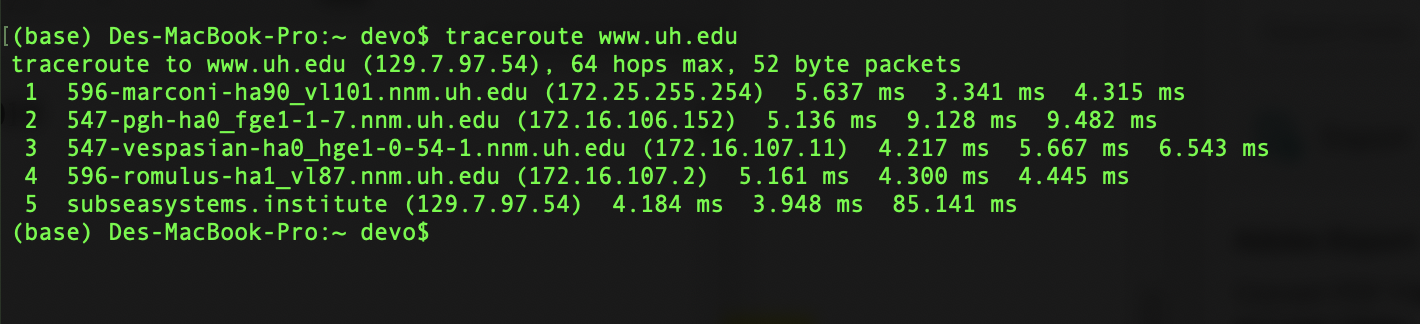 [(base) Des-MacBook-Pro:~ devo$ traceroute www.uh.edu
traceroute to www.uh.edu (129.7.97.54), 64 hops max, 52 byte packets
 1  596-marconi-ha90_vl101.nnm.uh.edu (172.25.255.254)  5.637 ms  3.341 ms  4.315 ms
 2  547-pgh-ha0_fge1-1-7.nnm.uh.edu (172.16.106.152)  5.136 ms  9.128 ms  9.482 ms
 3  547-vespasian-ha0_hge1-0-54-1.nnm.uh.edu (172.16.107.11)  4.217 ms  5.667 ms  6.543 ms
 4  596-romulus-ha1_vl87.nnm.uh.edu (172.16.107.2)  5.161 ms  4.300 ms  4.445 ms
 5  subseasystems.institute (129.7.97.54)  4.184 ms  3.948 ms  85.141 ms
(base) Des-MacBook-Pro:~ devo$